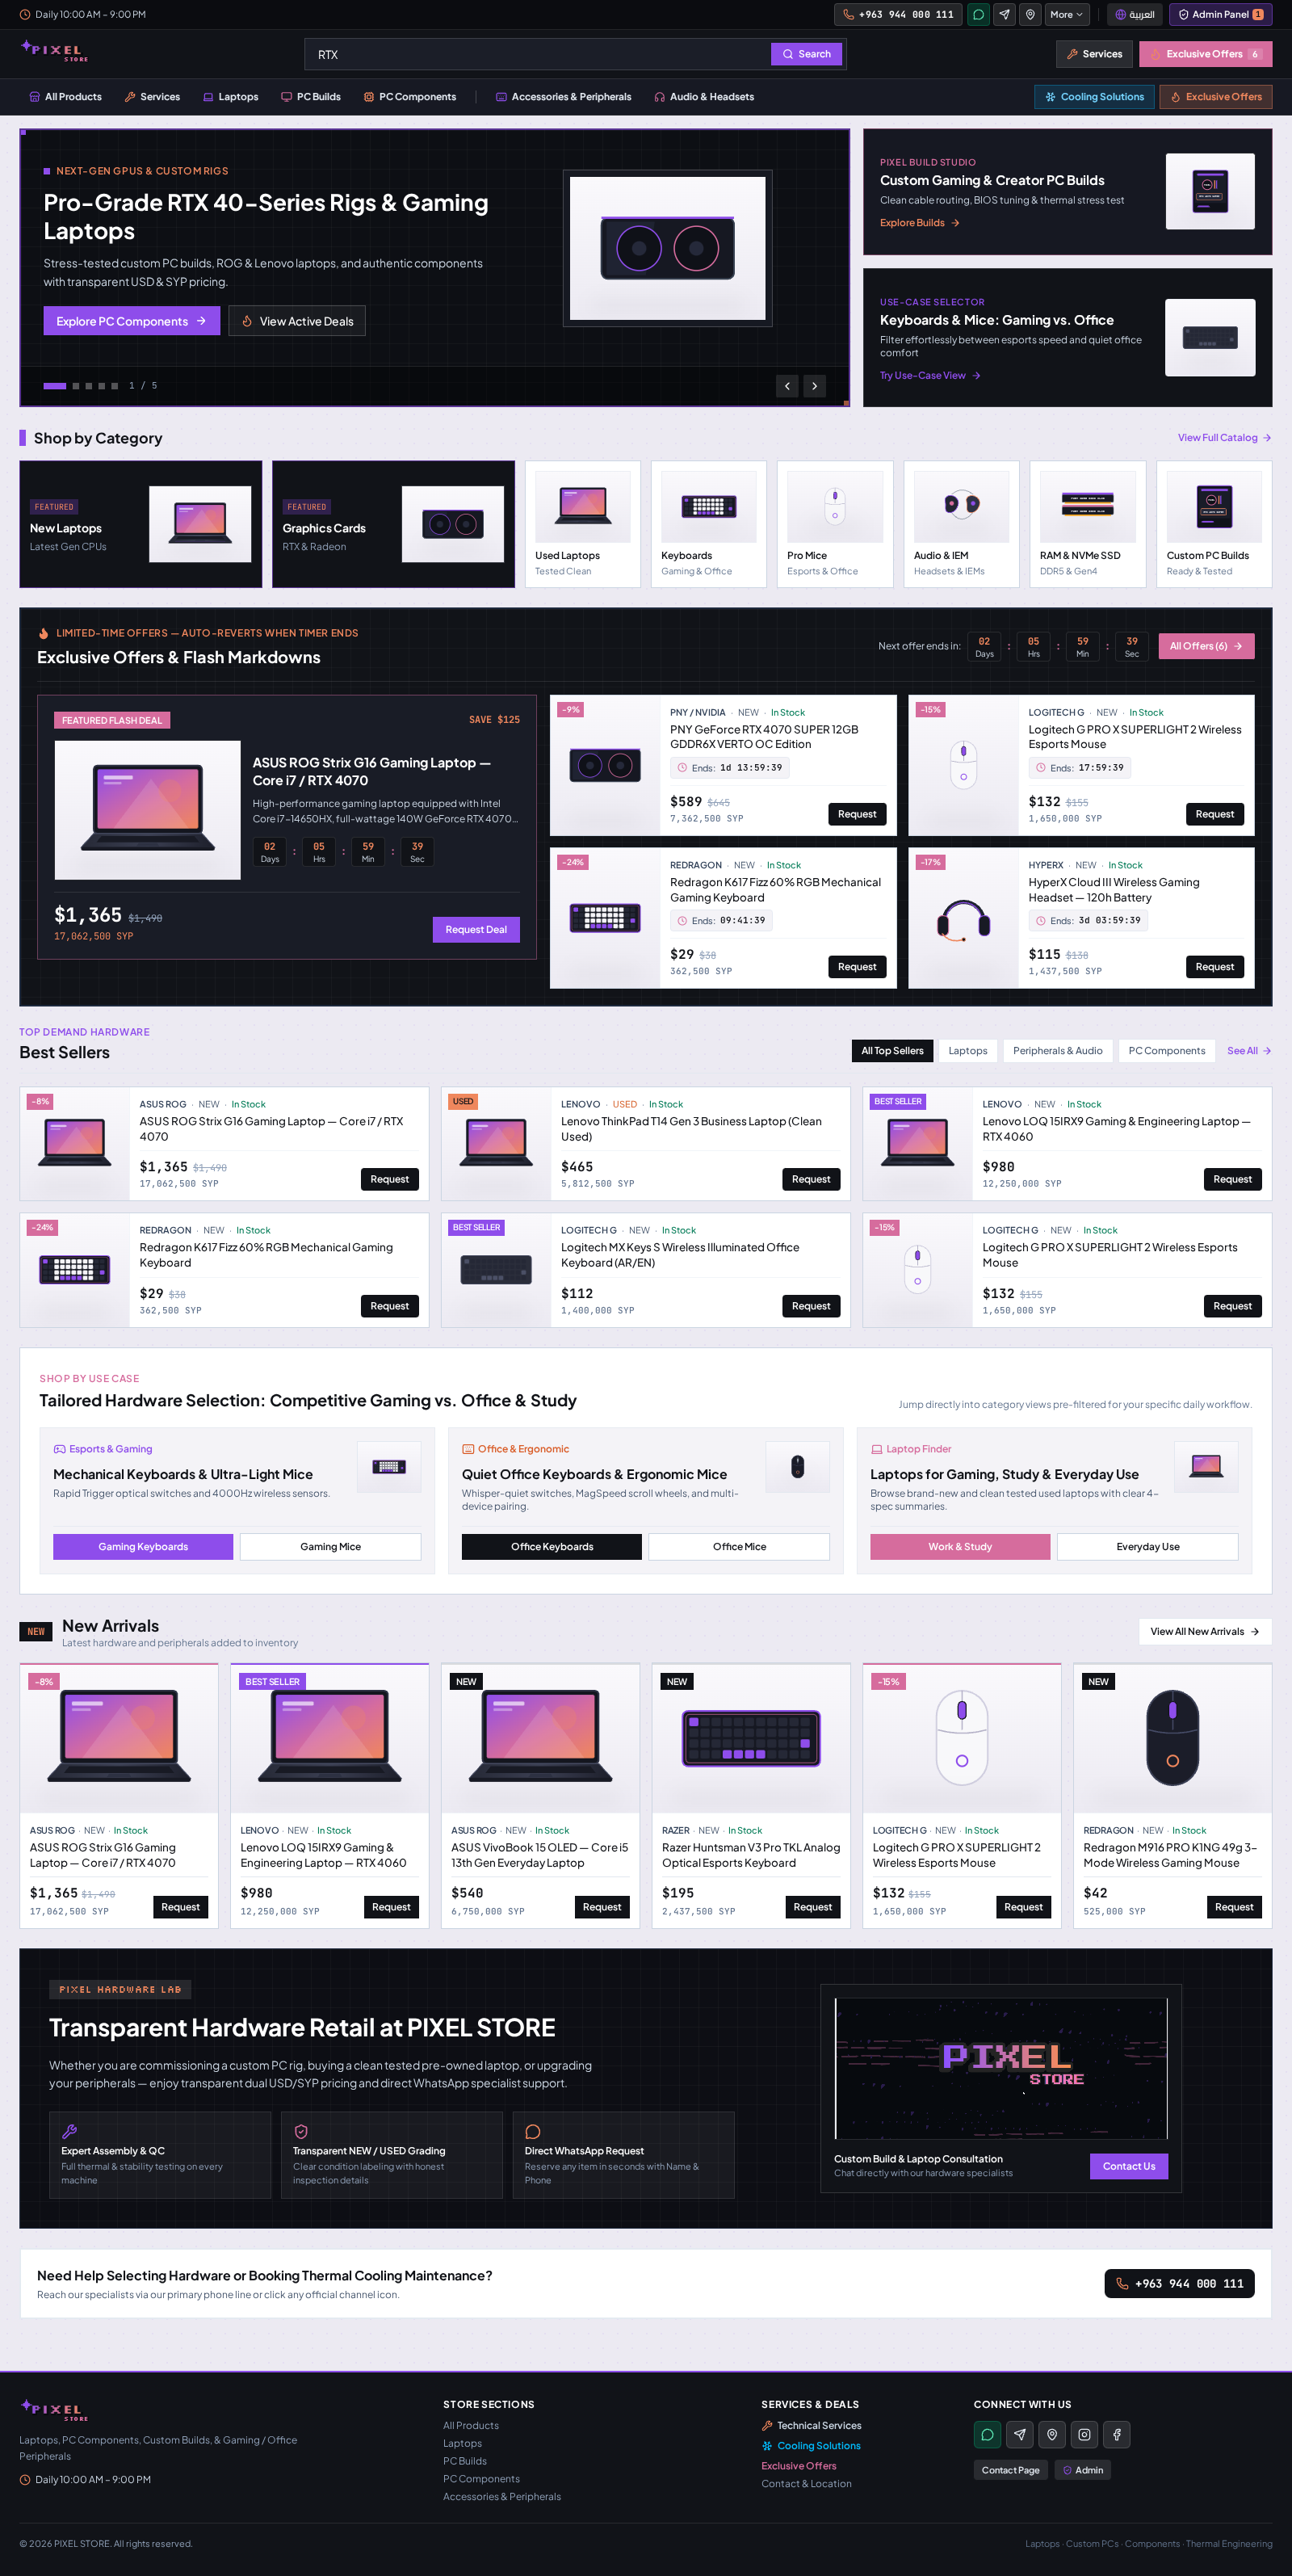 Daily 10:00 AM – 9:00 PM
+963 944 000 111
More
العربية
Admin Panel 1
PIXEL
STORE
RTX
Search
Services
Exclusive Offers 6
All Products
Services
Laptops
PC Builds
PC Components
Accessories & Peripherals
Audio & Headsets
Cooling Solutions
Exclusive Offers
NEXT-GEN GPUS & CUSTOM RIGS
Pro-Grade RTX 40-Series Rigs & Gaming
Laptops
Stress-tested custom PC builds, ROG & Lenovo laptops, and authentic components
with transparent USD & SYP pricing.
Explore PC Components
View Active Deals
1 / 5
PIXEL BUILD STUDIO
Custom Gaming & Creator PC Builds
Clean cable routing, BIOS tuning & thermal stress test
Explore Builds
USE-CASE SELECTOR
Keyboards & Mice: Gaming vs. Office
Filter effortlessly between esports speed and quiet office
comfort
Try Use-Case View
Shop by Category
View Full Catalog
FEATURED
New Laptops
Latest Gen CPUs
FEATURED
Graphics Cards
RTX & Radeon
Used Laptops
Tested Clean
Keyboards
Gaming & Office
Pro Mice
Esports & Office
Audio & IEM
Headsets & IEMs
RAM & NVMe SSD
DDR5 & Gen4
Custom PC Builds
Ready & Tested
LIMITED-TIME OFFERS — AUTO-REVERTS WHEN TIMER ENDS
Exclusive Offers & Flash Markdowns
Next offer ends in:
02 : 05 : 59 : 39
Days Hrs Min Sec
All Offers (6)
FEATURED FLASH DEAL
SAVE $125
ASUS ROG Strix G16 Gaming Laptop —
Core i7 / RTX 4070
High-performance gaming laptop equipped with Intel
Core i7-14650HX, full-wattage 140W GeForce RTX 4070...
02 : 05 : 59 : 39
Days Hrs Min Sec
$1,365 $1,490
17,062,500 SYP
Request Deal
-9%
PNY / NVIDIA · NEW · In Stock
PNY GeForce RTX 4070 SUPER 12GB
GDDR6X VERTO OC Edition
Ends: 1d 13:59:39
$589 $645
7,362,500 SYP
Request
-15%
LOGITECH G · NEW · In Stock
Logitech G PRO X SUPERLIGHT 2 Wireless
Esports Mouse
Ends: 17:59:39
$132 $155
1,650,000 SYP
Request
-24%
REDRAGON · NEW · In Stock
Redragon K617 Fizz 60% RGB Mechanical
Gaming Keyboard
Ends: 09:41:39
$29 $38
362,500 SYP
Request
-17%
HYPERX · NEW · In Stock
HyperX Cloud III Wireless Gaming
Headset — 120h Battery
Ends: 3d 03:59:39
$115 $138
1,437,500 SYP
Request
TOP DEMAND HARDWARE
Best Sellers
All Top Sellers
Laptops
Peripherals & Audio
PC Components
See All
-8%
ASUS ROG · NEW · In Stock
ASUS ROG Strix G16 Gaming Laptop — Core i7 / RTX
4070
$1,365 $1,490
17,062,500 SYP
Request
USED
LENOVO · USED · In Stock
Lenovo ThinkPad T14 Gen 3 Business Laptop (Clean
Used)
$465
5,812,500 SYP
Request
BEST SELLER
LENOVO · NEW · In Stock
Lenovo LOQ 15IRX9 Gaming & Engineering Laptop —
RTX 4060
$980
12,250,000 SYP
Request
-24%
REDRAGON · NEW · In Stock
Redragon K617 Fizz 60% RGB Mechanical Gaming
Keyboard
$29 $38
362,500 SYP
Request
BEST SELLER
LOGITECH G · NEW · In Stock
Logitech MX Keys S Wireless Illuminated Office
Keyboard (AR/EN)
$112
1,400,000 SYP
Request
-15%
LOGITECH G · NEW · In Stock
Logitech G PRO X SUPERLIGHT 2 Wireless Esports
Mouse
$132 $155
1,650,000 SYP
Request
SHOP BY USE CASE
Tailored Hardware Selection: Competitive Gaming vs. Office & Study
Jump directly into category views pre-filtered for your specific daily workflow.
Esports & Gaming
Mechanical Keyboards & Ultra-Light Mice
Rapid Trigger optical switches and 4000Hz wireless sensors.
Gaming Keyboards
Gaming Mice
Office & Ergonomic
Quiet Office Keyboards & Ergonomic Mice
Whisper-quiet switches, MagSpeed scroll wheels, and multi-
device pairing.
Office Keyboards
Office Mice
Laptop Finder
Laptops for Gaming, Study & Everyday Use
Browse brand-new and clean tested used laptops with clear 4-
spec summaries.
Work & Study
Everyday Use
NEW
New Arrivals
Latest hardware and peripherals added to inventory
View All New Arrivals
-8%
ASUS ROG · NEW · In Stock
ASUS ROG Strix G16 Gaming
Laptop — Core i7 / RTX 4070
$1,365 $1,490
17,062,500 SYP
Request
BEST SELLER
LENOVO · NEW · In Stock
Lenovo LOQ 15IRX9 Gaming &
Engineering Laptop — RTX 4060
$980
12,250,000 SYP
Request
NEW
ASUS ROG · NEW · In Stock
ASUS VivoBook 15 OLED — Core i5
13th Gen Everyday Laptop
$540
6,750,000 SYP
Request
NEW
RAZER · NEW · In Stock
Razer Huntsman V3 Pro TKL Analog
Optical Esports Keyboard
$195
2,437,500 SYP
Request
-15%
LOGITECH G · NEW · In Stock
Logitech G PRO X SUPERLIGHT 2
Wireless Esports Mouse
$132 $155
1,650,000 SYP
Request
NEW
REDRAGON · NEW · In Stock
Redragon M916 PRO K1NG 49g 3-
Mode Wireless Gaming Mouse
$42
525,000 SYP
Request
PIXEL HARDWARE LAB
Transparent Hardware Retail at PIXEL STORE
Whether you are commissioning a custom PC rig, buying a clean tested pre-owned laptop, or upgrading
your peripherals — enjoy transparent dual USD/SYP pricing and direct WhatsApp specialist support.
Expert Assembly & QC
Full thermal & stability testing on every
machine
Transparent NEW / USED Grading
Clear condition labeling with honest
inspection details
Direct WhatsApp Request
Reserve any item in seconds with Name &
Phone
PIXEL
STORE
Custom Build & Laptop Consultation
Chat directly with our hardware specialists
Contact Us
Need Help Selecting Hardware or Booking Thermal Cooling Maintenance?
Reach our specialists via our primary phone line or click any official channel icon.
+963 944 000 111
PIXEL
STORE
Laptops, PC Components, Custom Builds, & Gaming / Office
Peripherals
Daily 10:00 AM – 9:00 PM
STORE SECTIONS
All Products
Laptops
PC Builds
PC Components
Accessories & Peripherals
SERVICES & DEALS
Technical Services
Cooling Solutions
Exclusive Offers
Contact & Location
CONNECT WITH US
Contact Page
Admin
© 2026 PIXEL STORE. All rights reserved.
Laptops · Custom PCs · Components · Thermal Engineering